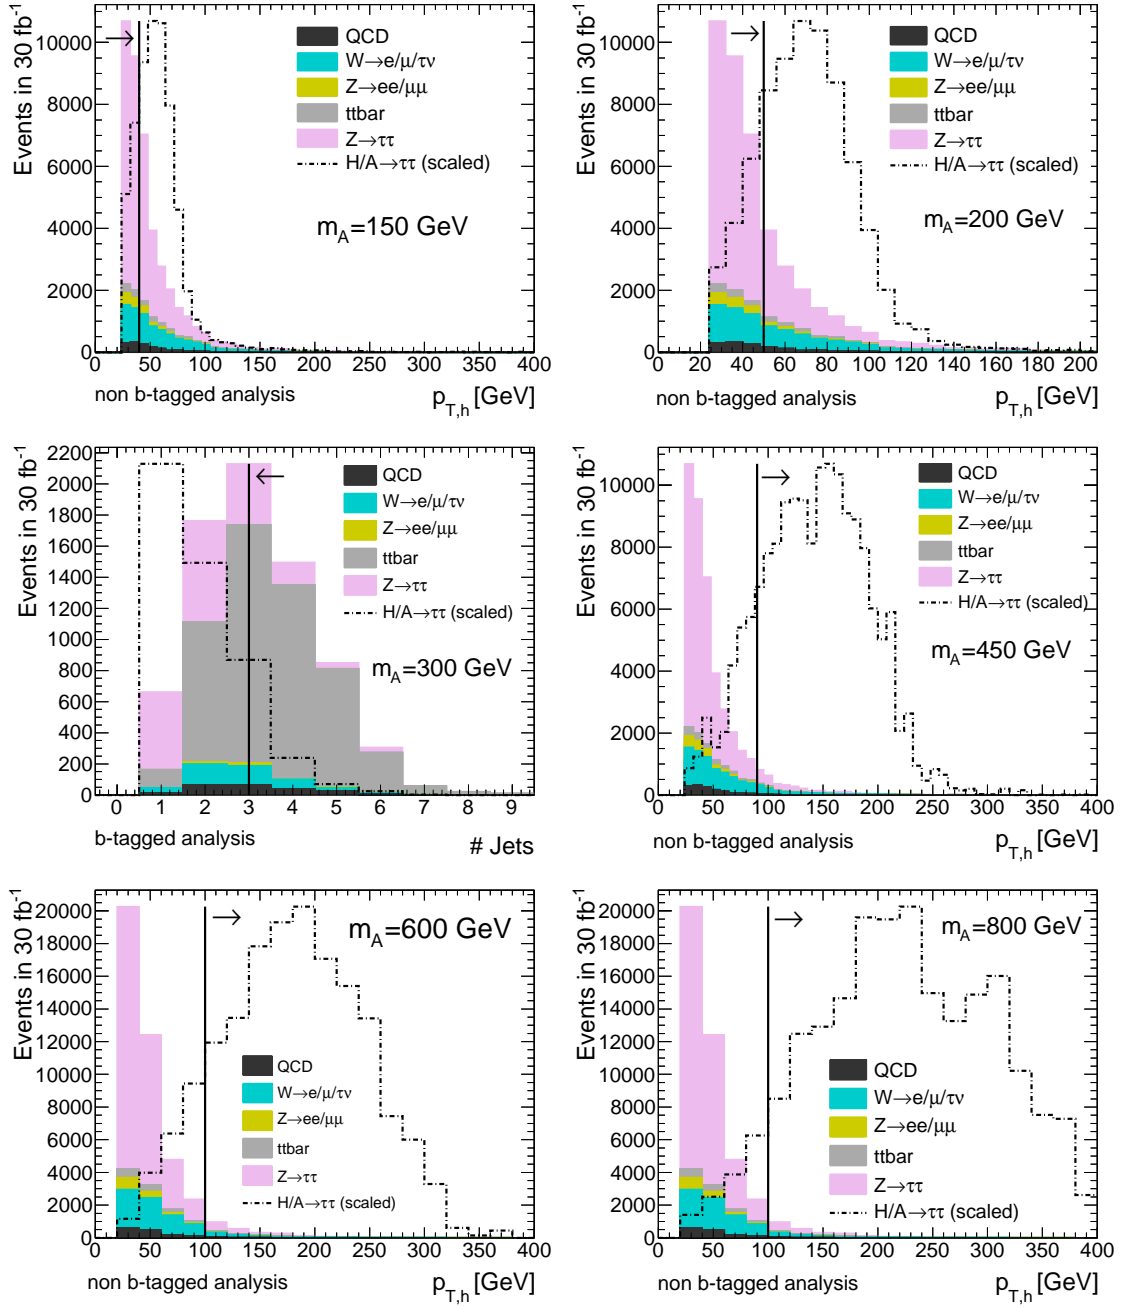 Events in 30 fb⁻¹
10000
8000
6000
4000
2000
0
QCD
W→e/μ/τν
Z→ee/μμ
ttbar
Z→ττ
H/A→ττ (scaled)
m_A=150 GeV
0 50 100 150 200 250 300 350 400
non b-tagged analysis
p_T,h [GeV]
Events in 30 fb⁻¹
10000
8000
6000
4000
2000
0
QCD
W→e/μ/τν
Z→ee/μμ
ttbar
Z→ττ
H/A→ττ (scaled)
m_A=200 GeV
0 20 40 60 80 100 120 140 160 180 200
non b-tagged analysis
p_T,h [GeV]
Events in 30 fb⁻¹
2200
2000
1800
1600
1400
1200
1000
800
600
400
200
0
QCD
W→e/μ/τν
Z→ee/μμ
ttbar
Z→ττ
H/A→ττ (scaled)
m_A=300 GeV
0 1 2 3 4 5 6 7 8 9
b-tagged analysis
# Jets
Events in 30 fb⁻¹
10000
8000
6000
4000
2000
0
QCD
W→e/μ/τν
Z→ee/μμ
ttbar
Z→ττ
H/A→ττ (scaled)
m_A=450 GeV
0 50 100 150 200 250 300 350 400
non b-tagged analysis
p_T,h [GeV]
Events in 30 fb⁻¹
20000
18000
16000
14000
12000
10000
8000
6000
4000
2000
0
m_A=600 GeV
QCD
W→e/μ/τν
Z→ee/μμ
ttbar
Z→ττ
H/A→ττ (scaled)
0 50 100 150 200 250 300 350 400
non b-tagged analysis
p_T,h [GeV]
Events in 30 fb⁻¹
20000
18000
16000
14000
12000
10000
8000
6000
4000
2000
0
m_A=800 GeV
QCD
W→e/μ/τν
Z→ee/μμ
ttbar
Z→ττ
H/A→ττ (scaled)
0 50 100 150 200 250 300 350 400
non b-tagged analysis
p_T,h [GeV]